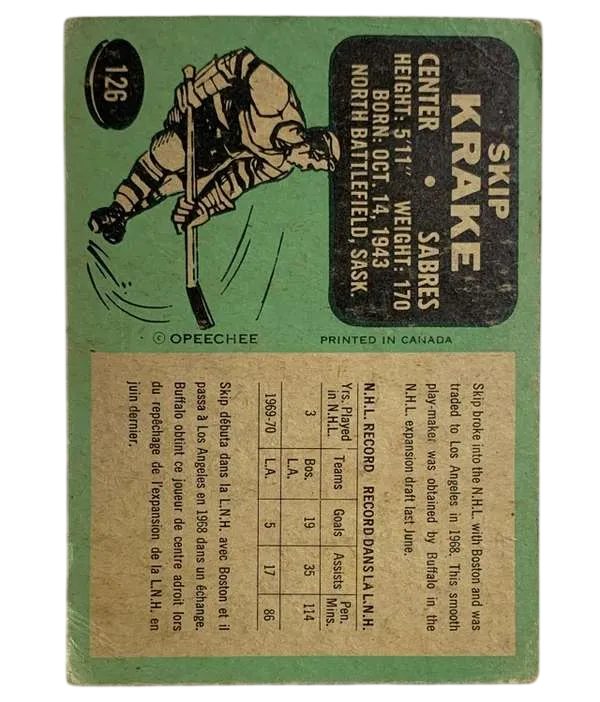 126
SKIP
KRAKE
CENTER • SABRES
HEIGHT: 5'11" WEIGHT: 170
BORN: OCT. 14, 1943
NORTH BATTLEFIELD, SASK.
© OPEECHEE PRINTED IN CANADA
Skip broke into the N.H.L. with Boston and was
traded to Los Angeles in 1968. This smooth
play-maker was obtained by Buffalo in the
N.H.L. expansion draft last June.
N.H.L. RECORD RECORD DANS LA L.N.H.
Yrs. Played in N.H.L. Teams Goals Assists Pen. Mins.
3 Bos. L.A. 19 35 114
1969-70 L.A. 5 17 86
Skip débuta dans la L.N.H. avec Boston et il
passa à Los Angeles en 1968 dans un échange.
Buffalo obtint ce joueur de centre adroit lors
du repêchage de l'expansion de la L.N.H. en
juin dernier.